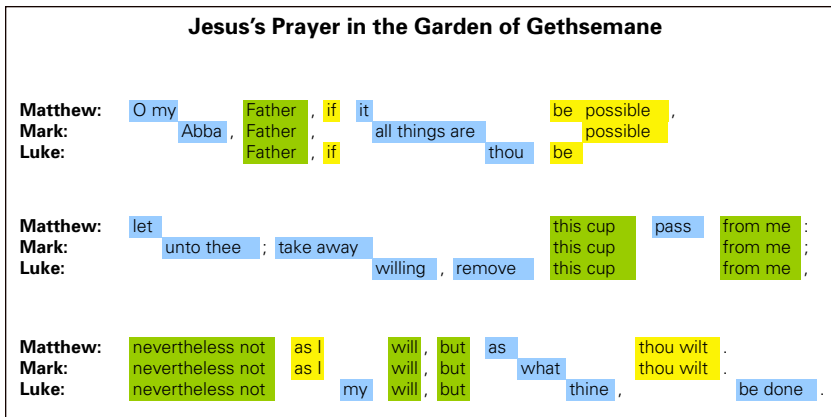 Jesus's Prayer in the Garden of Gethsemane
Matthew: O my Father , if it be possible ,
Mark: Abba , Father , all things are possible
Luke: Father , if thou be
Matthew: let this cup pass from me :
Mark: unto thee ; take away this cup from me ;
Luke: willing , remove this cup from me ,
Matthew: nevertheless not as I will , but as thou wilt .
Mark: nevertheless not as I will , but what thou wilt .
Luke: nevertheless not my will , but thine , be done .